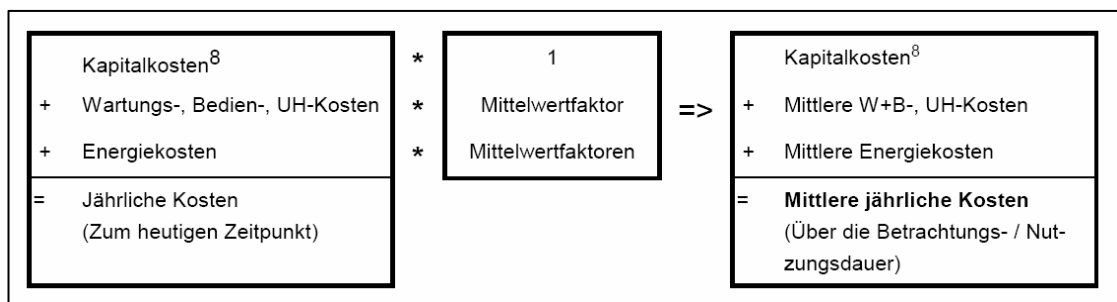 Kapitalkosten⁸ * 1 Kapitalkosten⁸
+ Wartungs-, Bedien-, UH-Kosten * Mittelwertfaktor => + Mittlere W+B-, UH-Kosten
+ Energiekosten * Mittelwertfaktoren + Mittlere Energiekosten
= Jährliche Kosten = Mittlere jährliche Kosten
(Zum heutigen Zeitpunkt) (Über die Betrachtungs- / Nut-
zungsdauer)